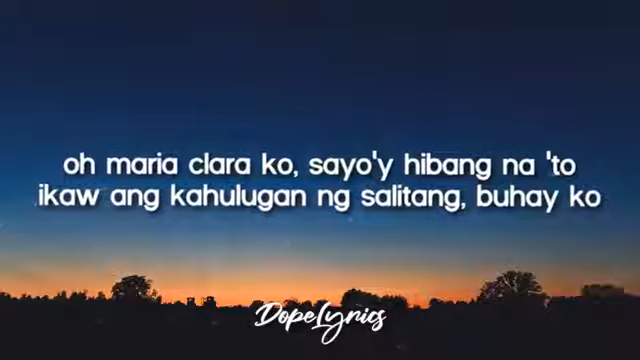 oh maria clara ko, sayo'y hibang na 'to
ikaw ang kahulugan ng salitang, buhay ko
DopeLyrics